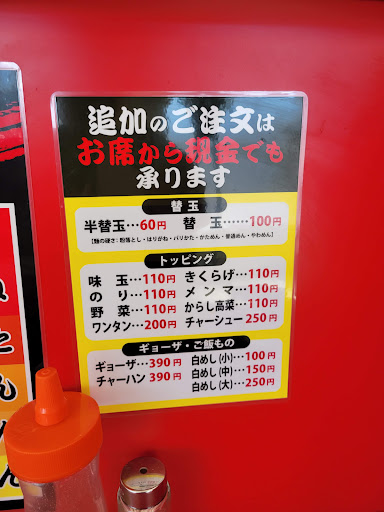 追加のご注文は
お席から現金でも
承ります
替玉
半替玉…60円 替玉……100円
【麺の硬さ：粉落とし・はりがね・バリかた・かためん・普通めん・やわめん】
トッピング
味玉…110円 きくらげ…110円
のり…110円 メンマ…110円
野菜…110円 からし高菜…110円
ワンタン…200円 チャーシュー250円
ギョーザ・ご飯もの
ギョーザ…390円 白めし(小)…100円
チャーハン390円 白めし(中)…150円
白めし(大)…250円